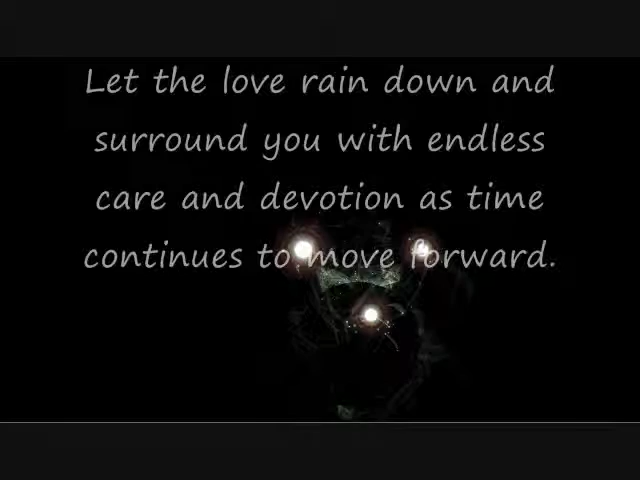 Let the love rain down and
surround you with endless
care and devotion as time
continues to move forward.